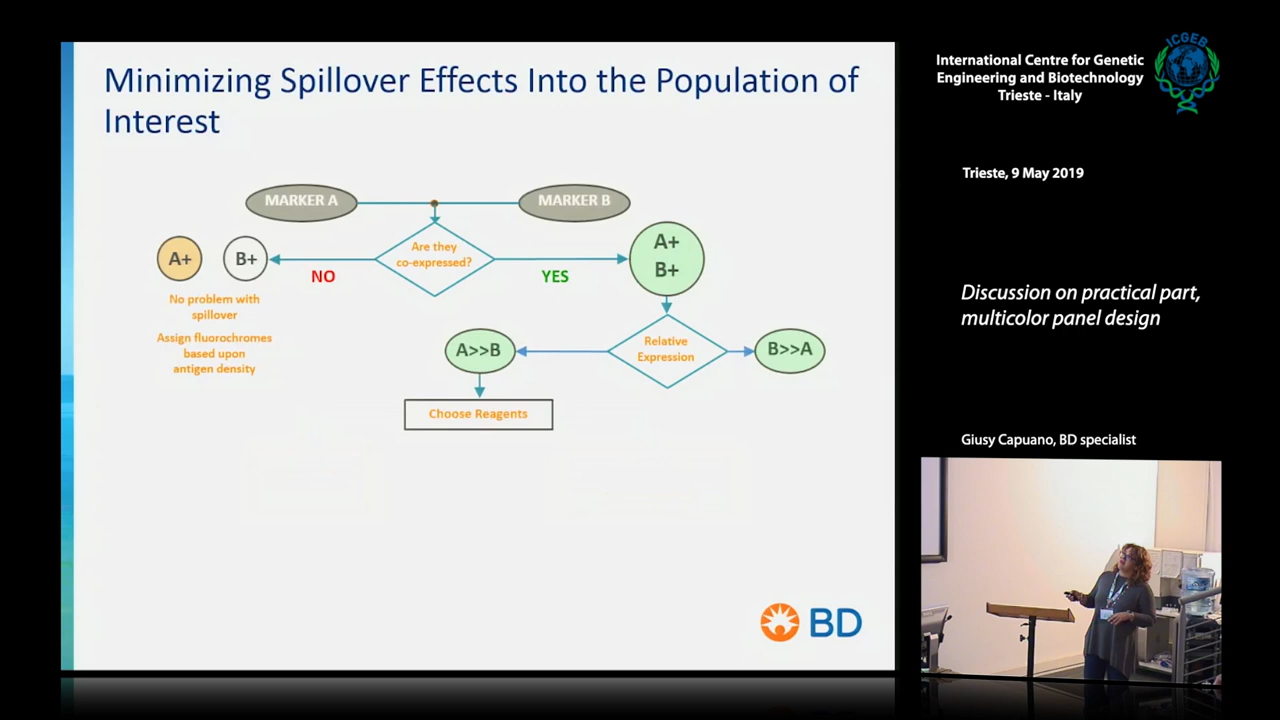 Minimizing Spillover Effects Into the Population of
Interest
MARKER A
MARKER B
Are they
co-expressed?
A+
B+
NO
YES
A+
B+
No problem with
spillover
Assign fluorochromes
based upon
antigen density
Relative
Expression
A>>B
B>>A
Choose Reagents
BD
International Centre for Genetic
Engineering and Biotechnology
Trieste - Italy
ICGEB
Trieste, 9 May 2019
Discussion on practical part,
multicolor panel design
Giusy Capuano, BD specialist